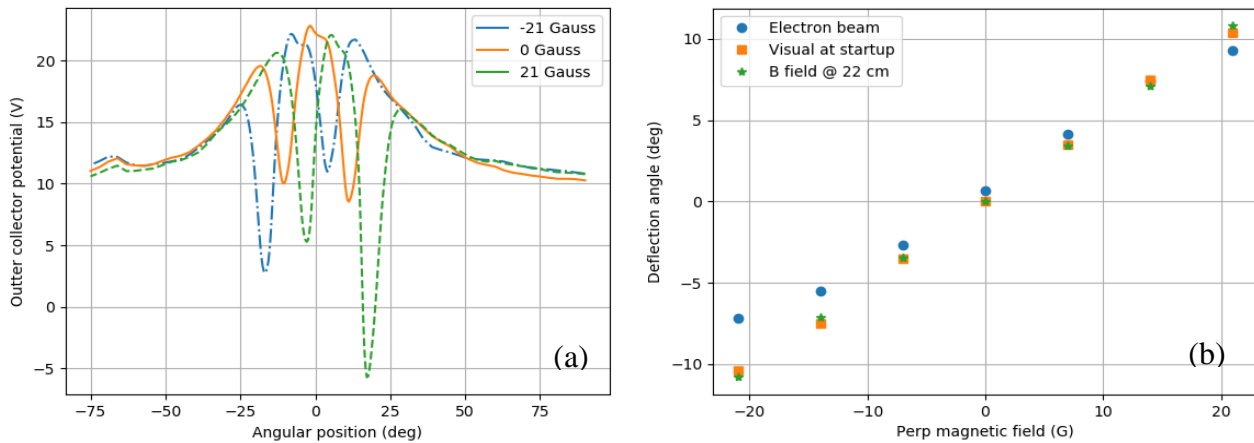 Outter collector potential (V)
20
15
10
5
0
−5
−75
−50
−25
0
25
50
75
Angular position (deg)
-21 Gauss
0 Gauss
21 Gauss
(a)
Deflection angle (deg)
10
5
0
−5
−10
−20
−10
0
10
20
Perp magnetic field (G)
Electron beam
Visual at startup
B field @ 22 cm
(b)